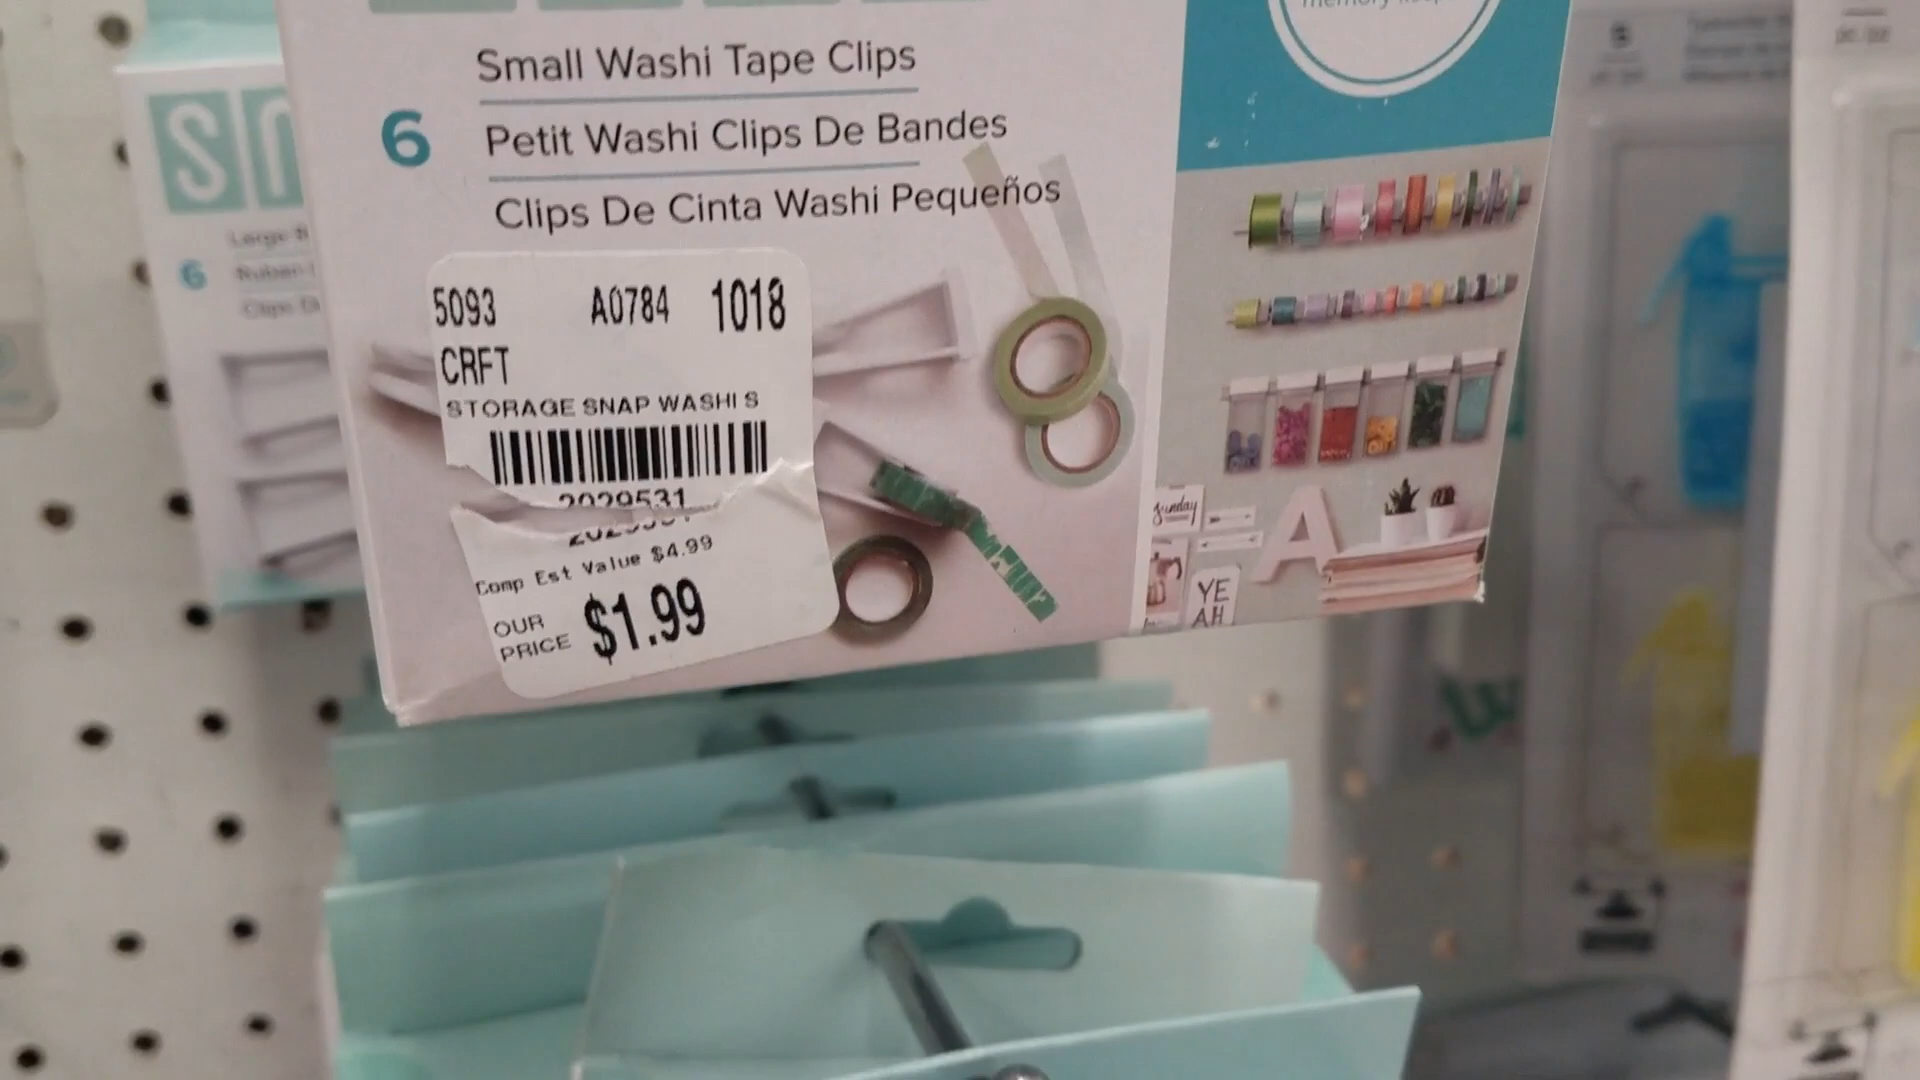 Small Washi Tape Clips
6
Petit Washi Clips De Bandes
Clips De Cinta Washi Pequeños
5093 A0784 1018
CRFT
STORAGE SNAP WASHI S
2029531
Comp Est Value $4.99
OUR PRICE $1.99
Sunday
YE
AH
A
6
Large
S